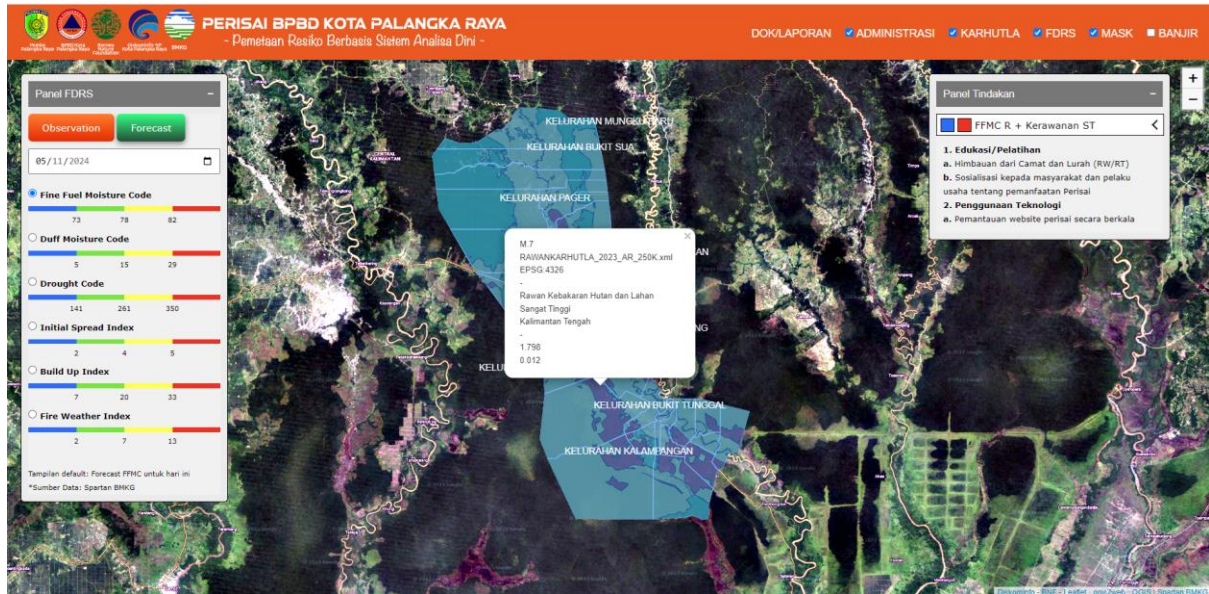 PERISAI BPBD KOTA PALANGKA RAYA
- Pemetaan Resiko Berbasis Sistem Analisa Dini -
BMKG
DOK/LAPORAN ADMINISTRASI KARHUTLA FDRS MASK BANJIR
Panel FDRS
−
Observation Forecast
05/11/2024
Fine Fuel Moisture Code
73 78 82
Duff Moisture Code
5 15 29
Drought Code
141 261 350
Initial Spread Index
2 4 5
Build Up Index
7 20 33
Fire Weather Index
2 7 13
Tampilan default: Forecast FFMC untuk hari ini
*Sumber Data: Spartan BMKG
KELURAHAN BUKIT SUA
KELURAHAN PAGER
×
M.7
RAWANKARHUTLA_2023_AR_250K.xml
EPSG:4326
-
Rawan Kebakaran Hutan dan Lahan
Sangat Tinggi
Kalimantan Tengah
-
1.798
0.012
AN
NG
KELU
KELURAHAN BUKIT TUNGGAL
KELURAHAN KALAMPANGAN
Panel Tindakan
−
FFMC R + Kerawanan ST
1. Edukasi/Pelatihan
a. Himbauan dari Camat dan Lurah (RW/RT)
b. Sosialisasi kepada masyarakat dan pelaku
usaha tentang pemanfaatan Perisai
2. Penggunaan Teknologi
a. Pemantauan website perisai secara berkala
+
−